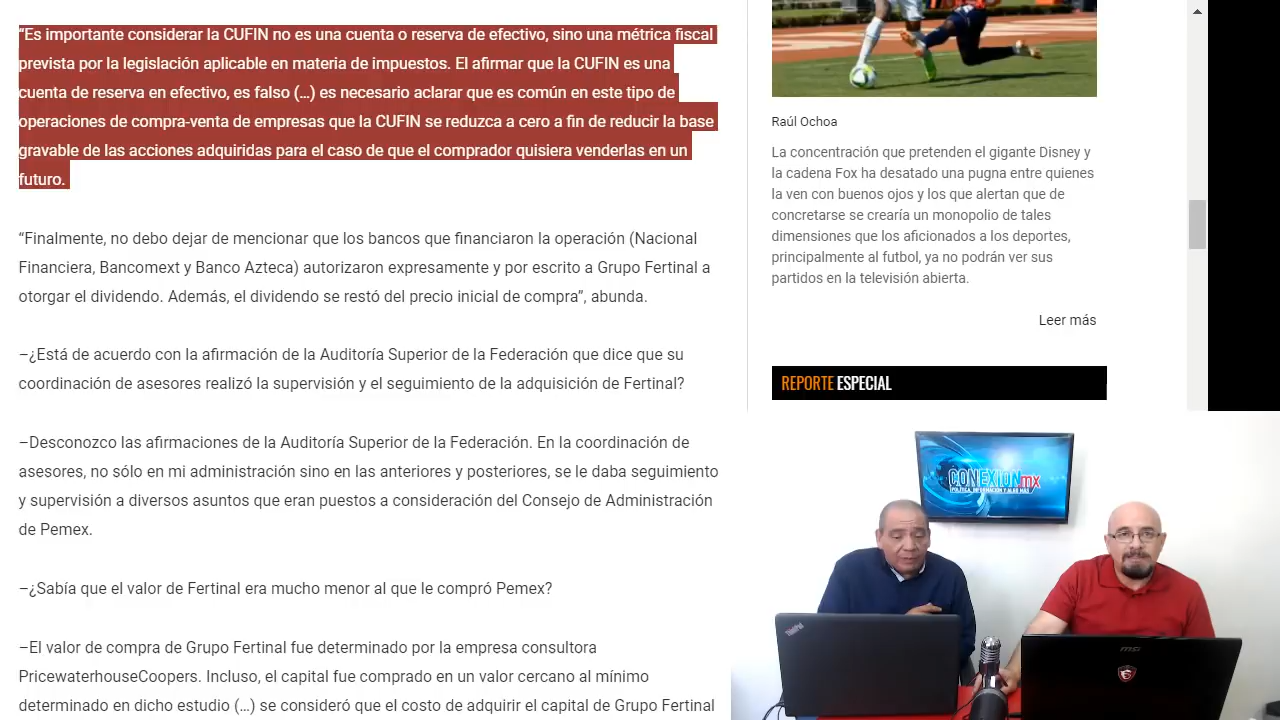 “Es importante considerar la CUFIN no es una cuenta o reserva de efectivo, sino una métrica fiscal
prevista por la legislación aplicable en materia de impuestos. El afirmar que la CUFIN es una
cuenta de reserva en efectivo, es falso (…) es necesario aclarar que es común en este tipo de
operaciones de compra-venta de empresas que la CUFIN se reduzca a cero a fin de reducir la base
gravable de las acciones adquiridas para el caso de que el comprador quisiera venderlas en un
futuro.
“Finalmente, no debo dejar de mencionar que los bancos que financiaron la operación (Nacional
Financiera, Bancomext y Banco Azteca) autorizaron expresamente y por escrito a Grupo Fertinal a
otorgar el dividendo. Además, el dividendo se restó del precio inicial de compra”, abunda.
–¿Está de acuerdo con la afirmación de la Auditoría Superior de la Federación que dice que su
coordinación de asesores realizó la supervisión y el seguimiento de la adquisición de Fertinal?
–Desconozco las afirmaciones de la Auditoría Superior de la Federación. En la coordinación de
asesores, no sólo en mi administración sino en las anteriores y posteriores, se le daba seguimiento
y supervisión a diversos asuntos que eran puestos a consideración del Consejo de Administración
de Pemex.
–¿Sabía que el valor de Fertinal era mucho menor al que le compró Pemex?
–El valor de compra de Grupo Fertinal fue determinado por la empresa consultora
PricewaterhouseCoopers. Incluso, el capital fue comprado en un valor cercano al mínimo
determinado en dicho estudio (…) se consideró que el costo de adquirir el capital de Grupo Fertinal
Raúl Ochoa
La concentración que pretenden el gigante Disney y
la cadena Fox ha desatado una pugna entre quienes
la ven con buenos ojos y los que alertan que de
concretarse se crearía un monopolio de tales
dimensiones que los aficionados a los deportes,
principalmente al futbol, ya no podrán ver sus
partidos en la televisión abierta.
Leer más
REPORTE ESPECIAL
CONEXIONmx
POLÍTICA, INFORMACIÓN Y ALGO MÁS
ThinkPad
msi